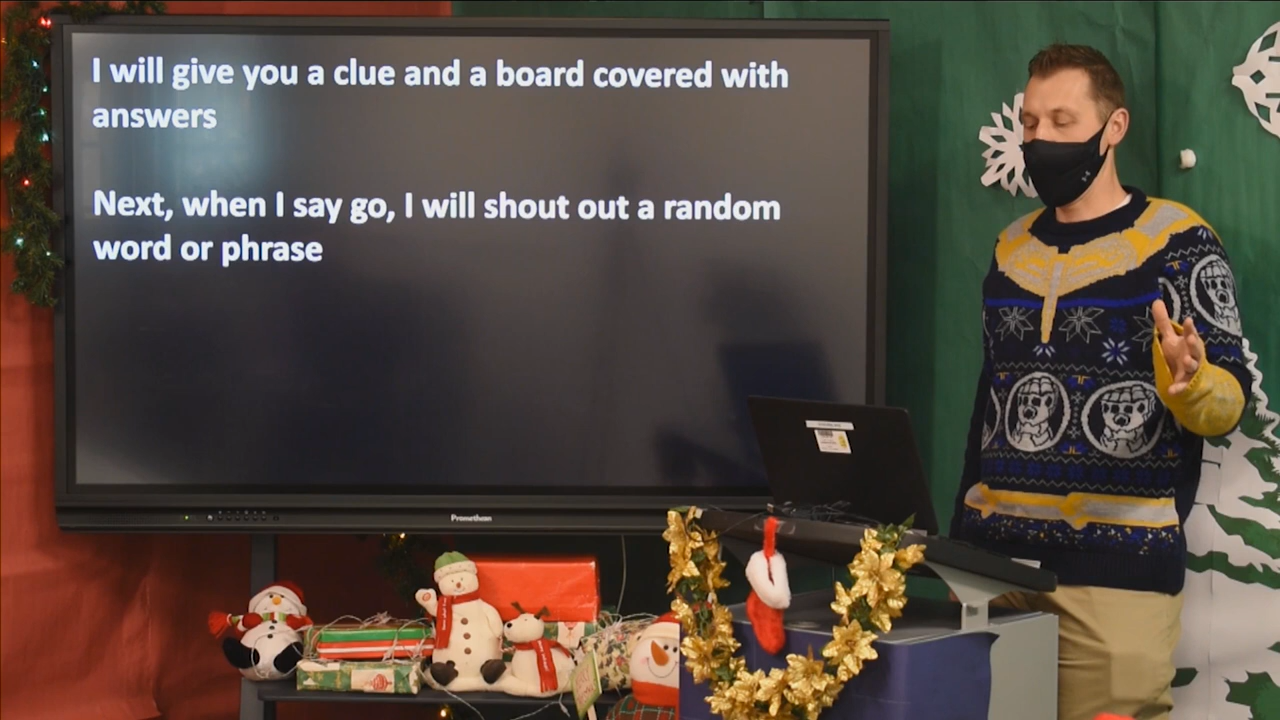 I will give you a clue and a board covered with
answers
Next, when I say go, I will shout out a random
word or phrase
Promethean